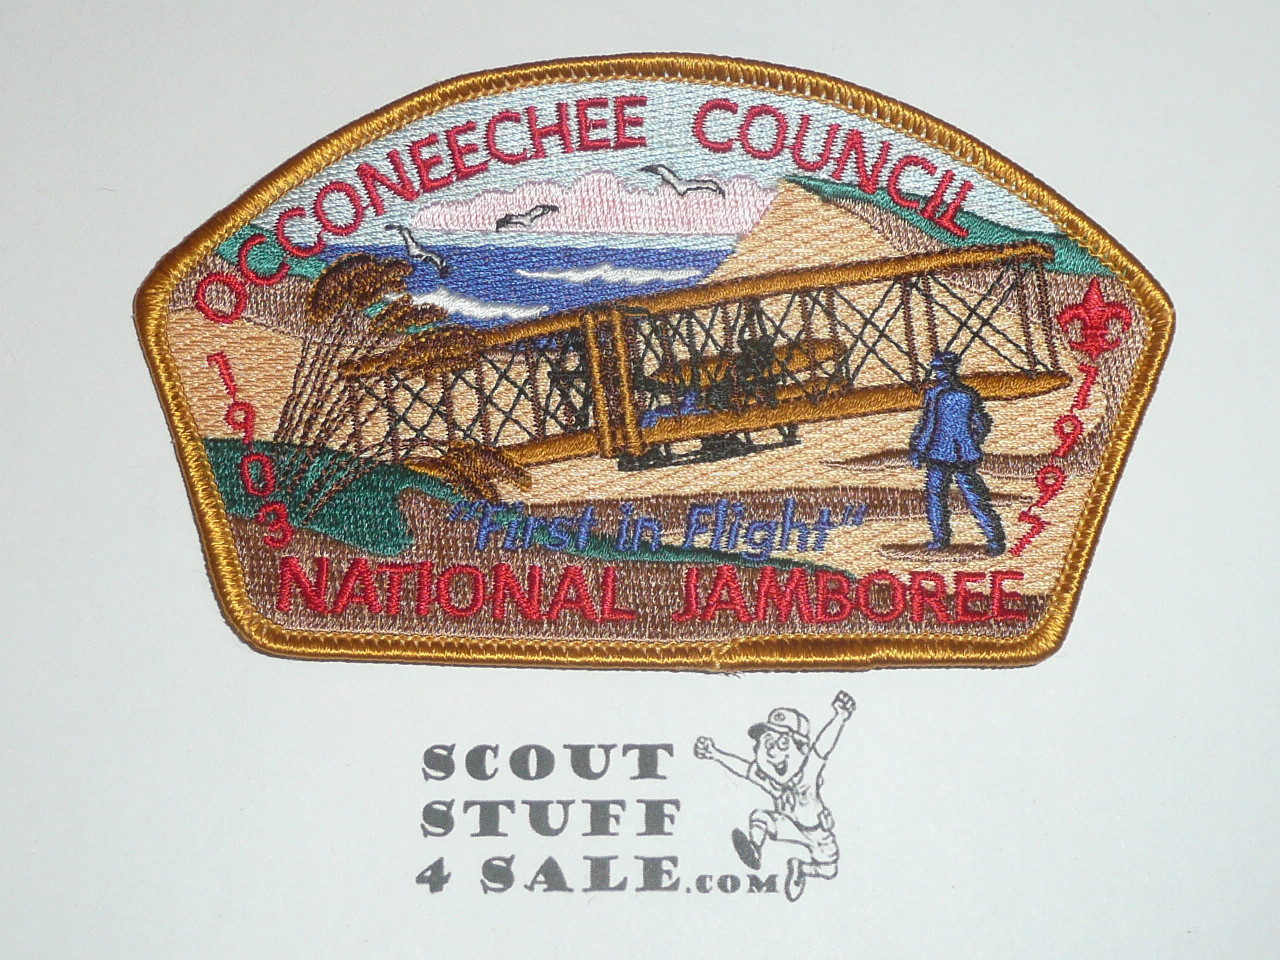 OCCONEECHEE COUNCIL
1903
1997
"First in Flight"
NATIONAL JAMBOREE
SCOUT
STUFF
4 SALE.COM